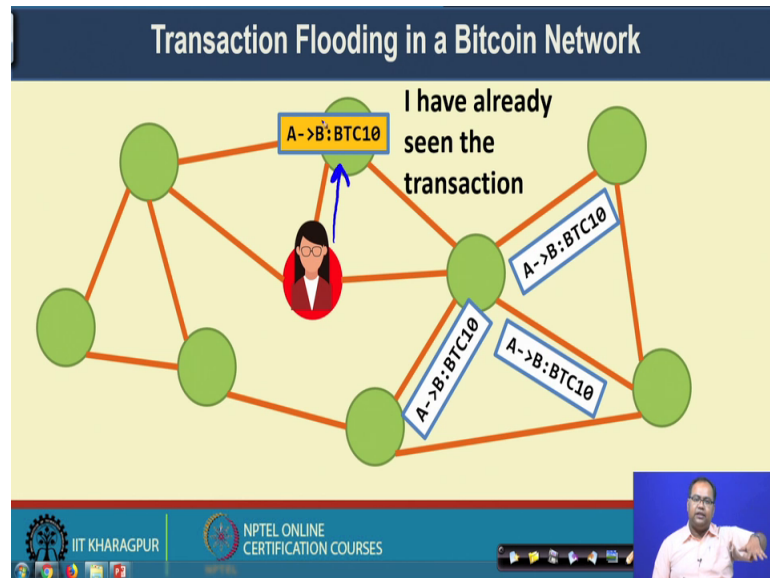 Transaction Flooding in a Bitcoin Network
A->B:BTC10
I have already
seen the
transaction
A->B:BTC10
A->B:BTC10
A->B:BTC10
IIT KHARAGPUR
NPTEL ONLINE
CERTIFICATION COURSES
NPTEL